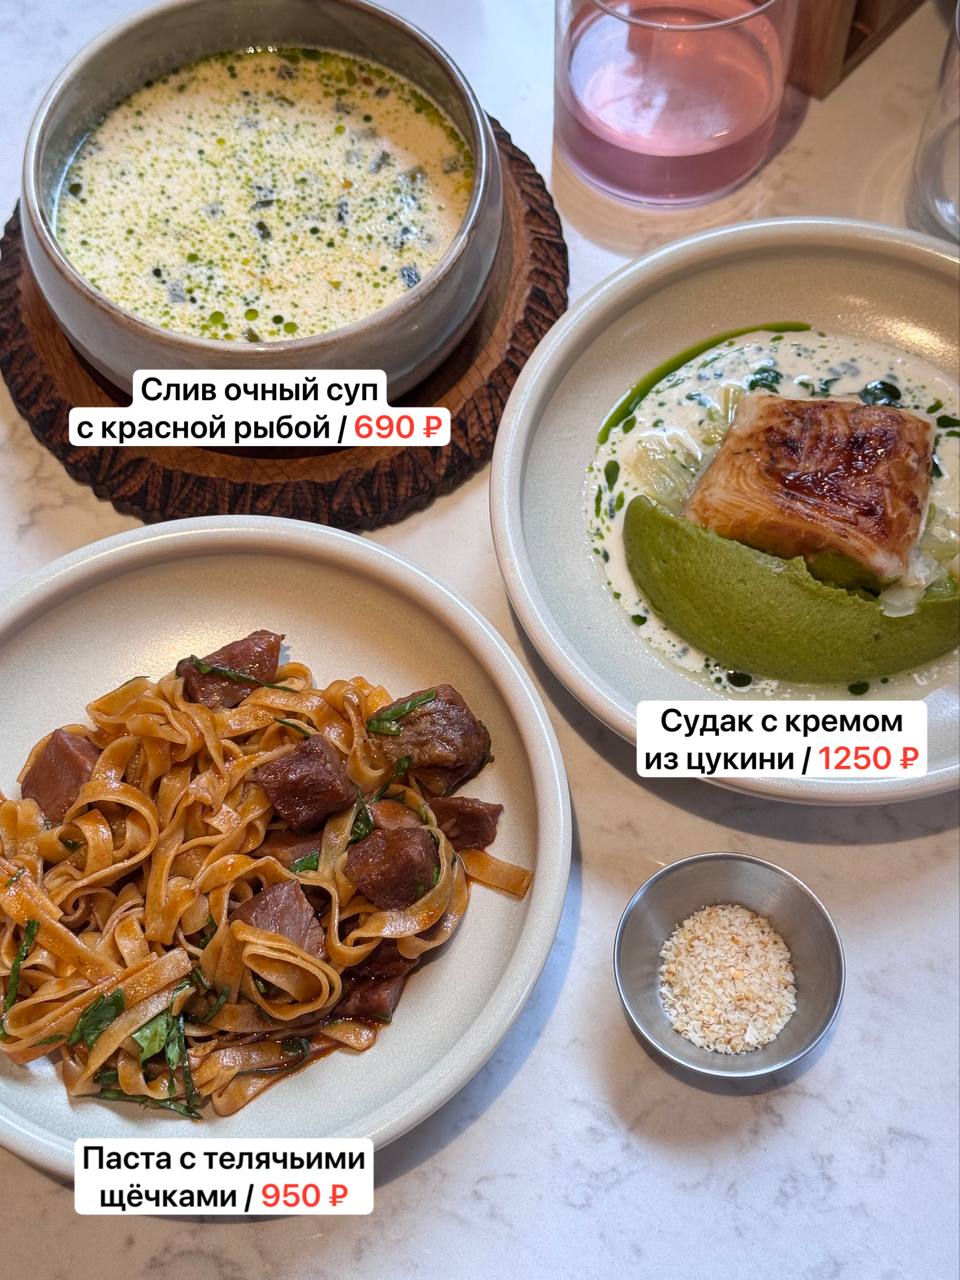 Слив очный суп
с красной рыбой / 690 ₽
Судак с кремом
из цукини / 1250 ₽
Паста с телячьими
щёчками / 950 ₽